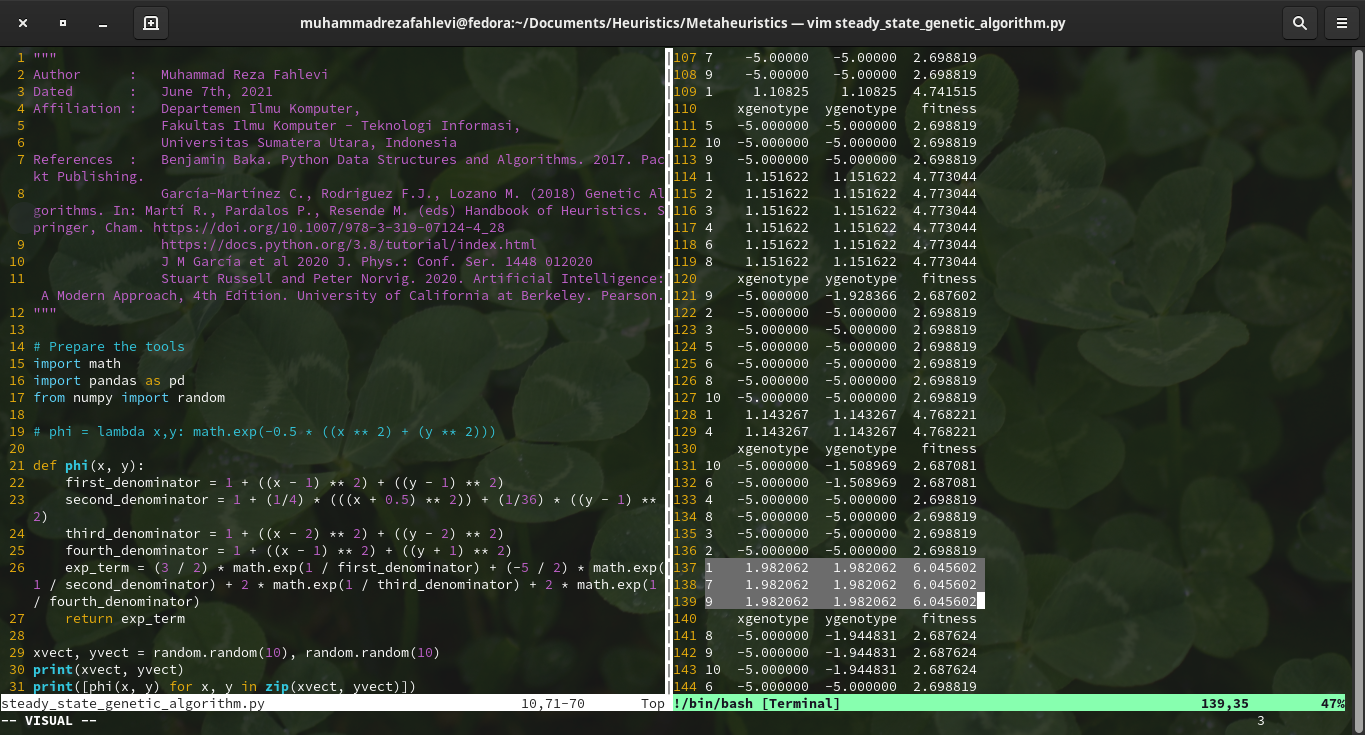 muhammadrezafahlevi@fedora:~/Documents/Heuristics/Metaheuristics — vim steady_state_genetic_algorithm.py
1 """
2 Author      :   Muhammad Reza Fahlevi
3 Dated       :   June 7th, 2021
4 Affiliation :   Departemen Ilmu Komputer,
5                 Fakultas Ilmu Komputer - Teknologi Informasi,
6                 Universitas Sumatera Utara, Indonesia
7 References  :   Benjamin Baka. Python Data Structures and Algorithms. 2017. Pac
kt Publishing.
8                 García-Martínez C., Rodriguez F.J., Lozano M. (2018) Genetic Al
gorithms. In: Martí R., Pardalos P., Resende M. (eds) Handbook of Heuristics. S
pringer, Cham. https://doi.org/10.1007/978-3-319-07124-4_28
9                 https://docs.python.org/3.8/tutorial/index.html
10                 J M García et al 2020 J. Phys.: Conf. Ser. 1448 012020
11                 Stuart Russell and Peter Norvig. 2020. Artificial Intelligence:
 A Modern Approach, 4th Edition. University of California at Berkeley. Pearson.
12 """
13
14 # Prepare the tools
15 import math
16 import pandas as pd
17 from numpy import random
18
19 # phi = lambda x,y: math.exp(-0.5 * ((x ** 2) + (y ** 2)))
20
21 def phi(x, y):
22     first_denominator = 1 + ((x - 1) ** 2) + ((y - 1) ** 2)
23     second_denominator = 1 + (1/4) * (((x + 0.5) ** 2)) + (1/36) * ((y - 1) **
2)
24     third_denominator = 1 + ((x - 2) ** 2) + ((y - 2) ** 2)
25     fourth_denominator = 1 + ((x - 1) ** 2) + ((y + 1) ** 2)
26     exp_term = (3 / 2) * math.exp(1 / first_denominator) + (-5 / 2) * math.exp(
1 / second_denominator) + 2 * math.exp(1 / third_denominator) + 2 * math.exp(1
/ fourth_denominator)
27     return exp_term
28
29 xvect, yvect = random.random(10), random.random(10)
30 print(xvect, yvect)
31 print([phi(x, y) for x, y in zip(xvect, yvect)])
steady_state_genetic_algorithm.py 10,71-70 Top
107 7    -5.00000   -5.00000  2.698819
108 9    -5.00000   -5.00000  2.698819
109 1     1.10825    1.10825  4.741515
110     xgenotype  ygenotype   fitness
111 5   -5.000000  -5.000000  2.698819
112 10  -5.000000  -5.000000  2.698819
113 9   -5.000000  -5.000000  2.698819
114 1    1.151622   1.151622  4.773044
115 2    1.151622   1.151622  4.773044
116 3    1.151622   1.151622  4.773044
117 4    1.151622   1.151622  4.773044
118 6    1.151622   1.151622  4.773044
119 8    1.151622   1.151622  4.773044
120     xgenotype  ygenotype   fitness
121 9   -5.000000  -1.928366  2.687602
122 2   -5.000000  -5.000000  2.698819
123 3   -5.000000  -5.000000  2.698819
124 5   -5.000000  -5.000000  2.698819
125 6   -5.000000  -5.000000  2.698819
126 8   -5.000000  -5.000000  2.698819
127 10  -5.000000  -5.000000  2.698819
128 1    1.143267   1.143267  4.768221
129 4    1.143267   1.143267  4.768221
130     xgenotype  ygenotype   fitness
131 10  -5.000000  -1.508969  2.687081
132 6   -5.000000  -1.508969  2.687081
133 4   -5.000000  -5.000000  2.698819
134 8   -5.000000  -5.000000  2.698819
135 3   -5.000000  -5.000000  2.698819
136 2   -5.000000  -5.000000  2.698819
137 1    1.982062   1.982062  6.045602
138 7    1.982062   1.982062  6.045602
139 9    1.982062   1.982062  6.045602
140     xgenotype  ygenotype   fitness
141 8   -5.000000  -1.944831  2.687624
142 9   -5.000000  -1.944831  2.687624
143 10  -5.000000  -1.944831  2.687624
144 6   -5.000000  -5.000000  2.698819
!/bin/bash [Terminal] 139,35 47%
-- VISUAL -- 3